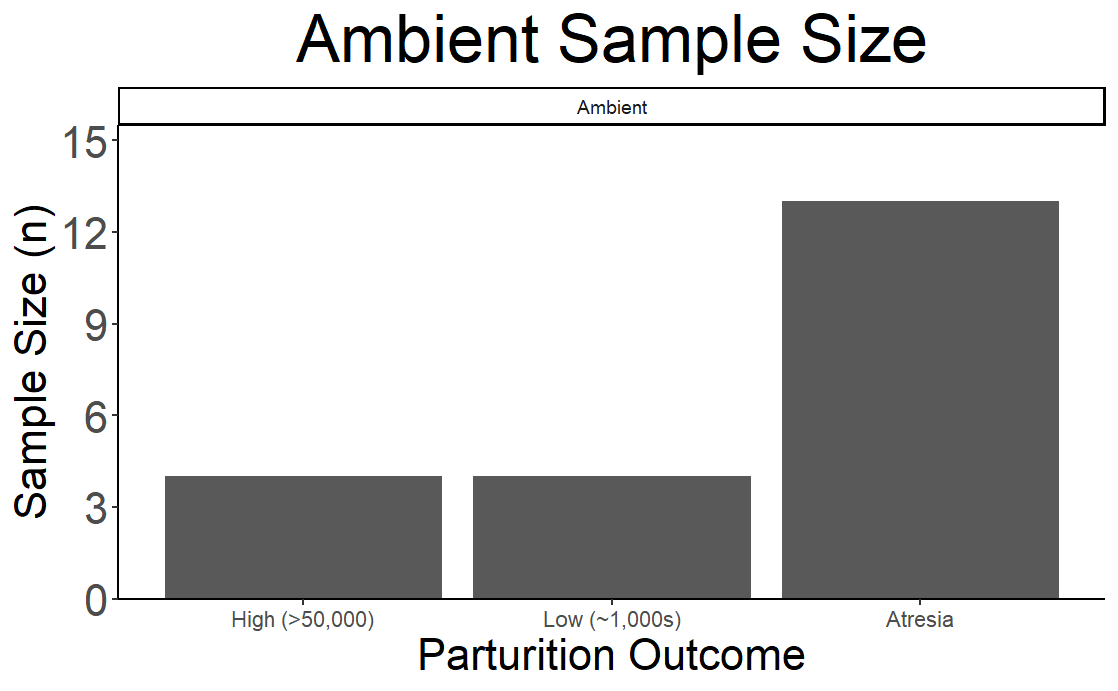 Ambient Sample Size
Ambient
Sample Size (n)
15
12
9
6
3
0
High (>50,000)
Low (~1,000s)
Atresia
Parturition Outcome